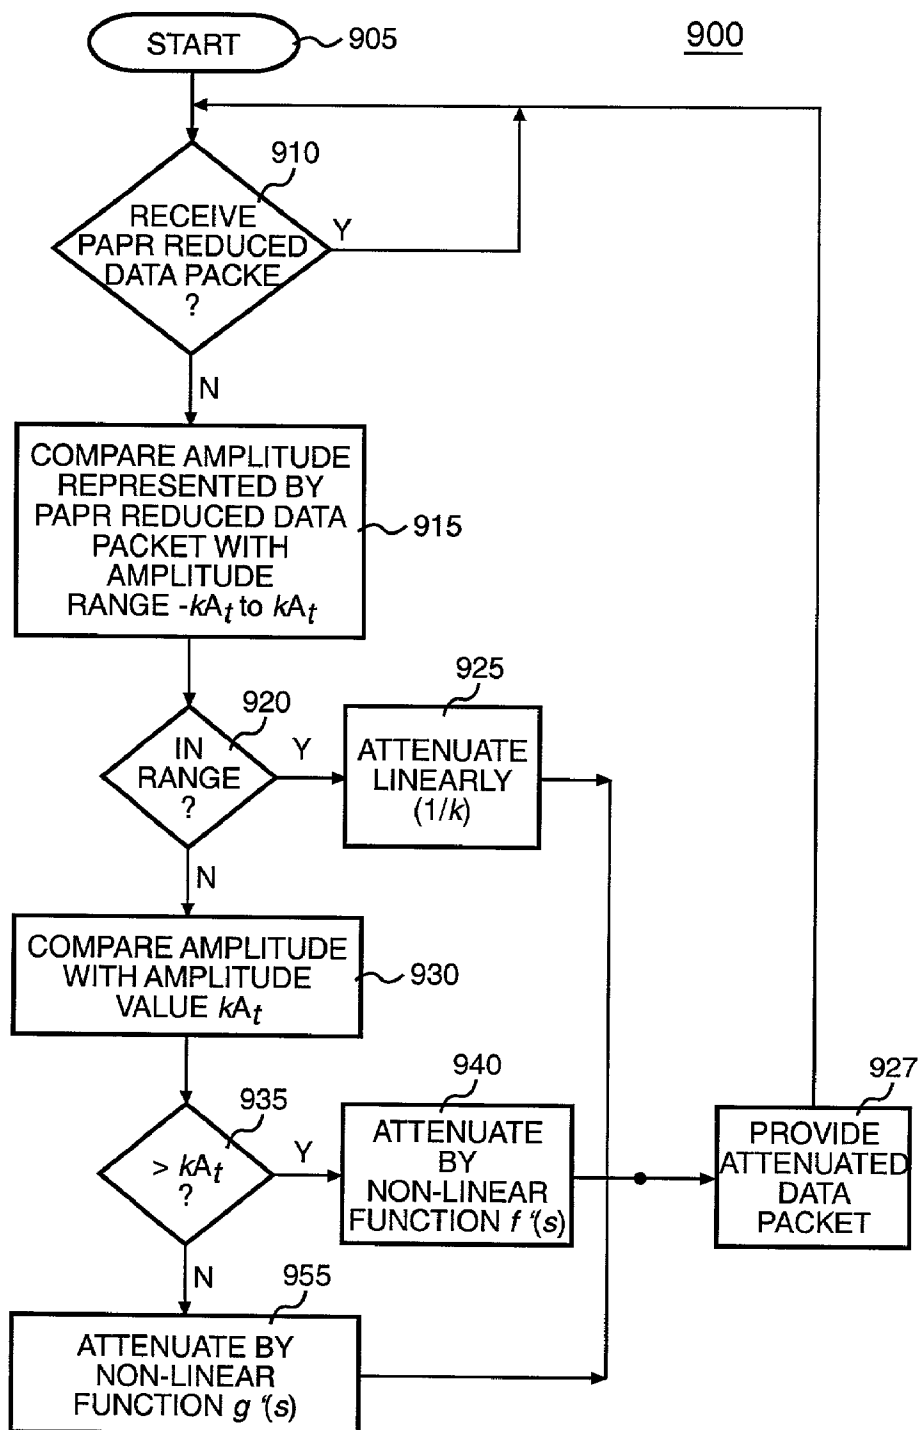 START
905
900
910
RECEIVE
PAPR REDUCED
DATA PACKE
?
Y
N
COMPARE AMPLITUDE
REPRESENTED BY
PAPR REDUCED DATA
PACKET WITH
AMPLITUDE
RANGE -kAt to kAt
915
920
IN
RANGE
?
Y
925
ATTENUATE
LINEARLY
(1/k)
N
COMPARE AMPLITUDE
WITH AMPLITUDE
VALUE kAt
930
935
> kAt
?
Y
940
ATTENUATE
BY
NON-LINEAR
FUNCTION f '(s)
927
PROVIDE
ATTENUATED
DATA
PACKET
N
955
ATTENUATE BY
NON-LINEAR
FUNCTION g '(s)